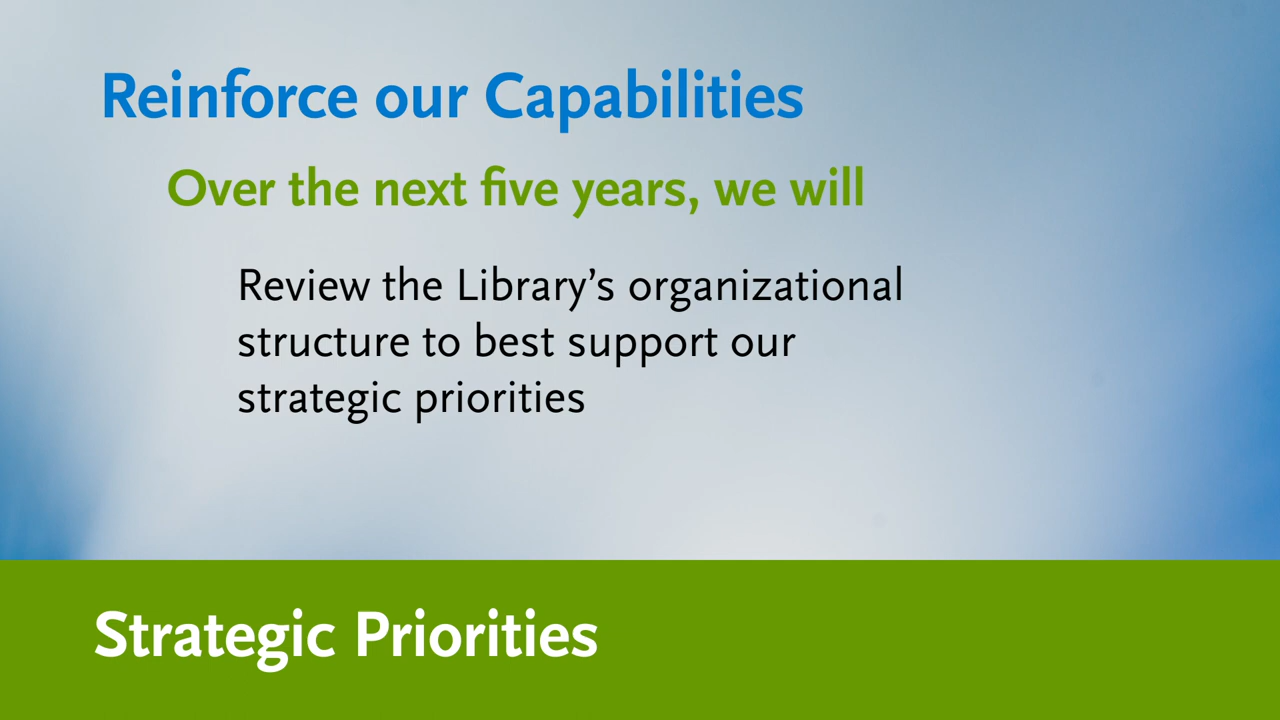 Reinforce our Capabilities
Over the next five years, we will
Review the Library’s organizational
structure to best support our
strategic priorities
Strategic Priorities